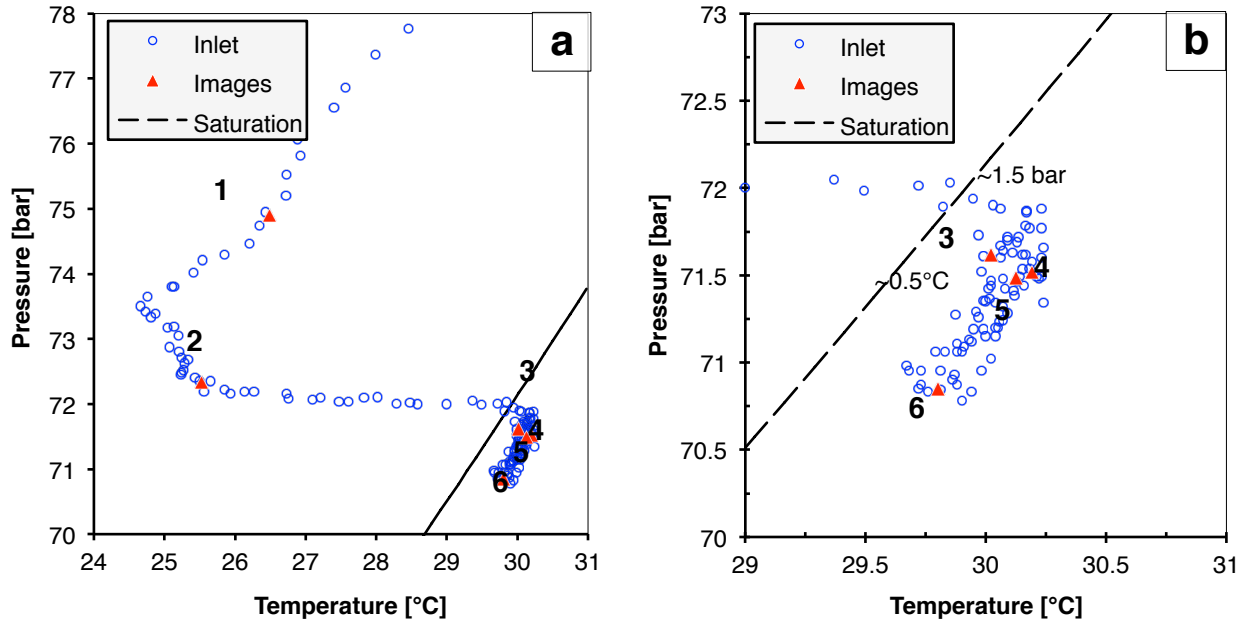 a
Inlet
Images
Saturation
Pressure [bar]
78
77
76
75
74
73
72
71
70
1
2
3
4
5
6
24 25 26 27 28 29 30 31
Temperature [°C]
b
Inlet
Images
Saturation
Pressure [bar]
73
72.5
72
71.5
71
70.5
70
~1.5 bar
3
~0.5°C
4
5
6
29 29.5 30 30.5 31
Temperature [°C]